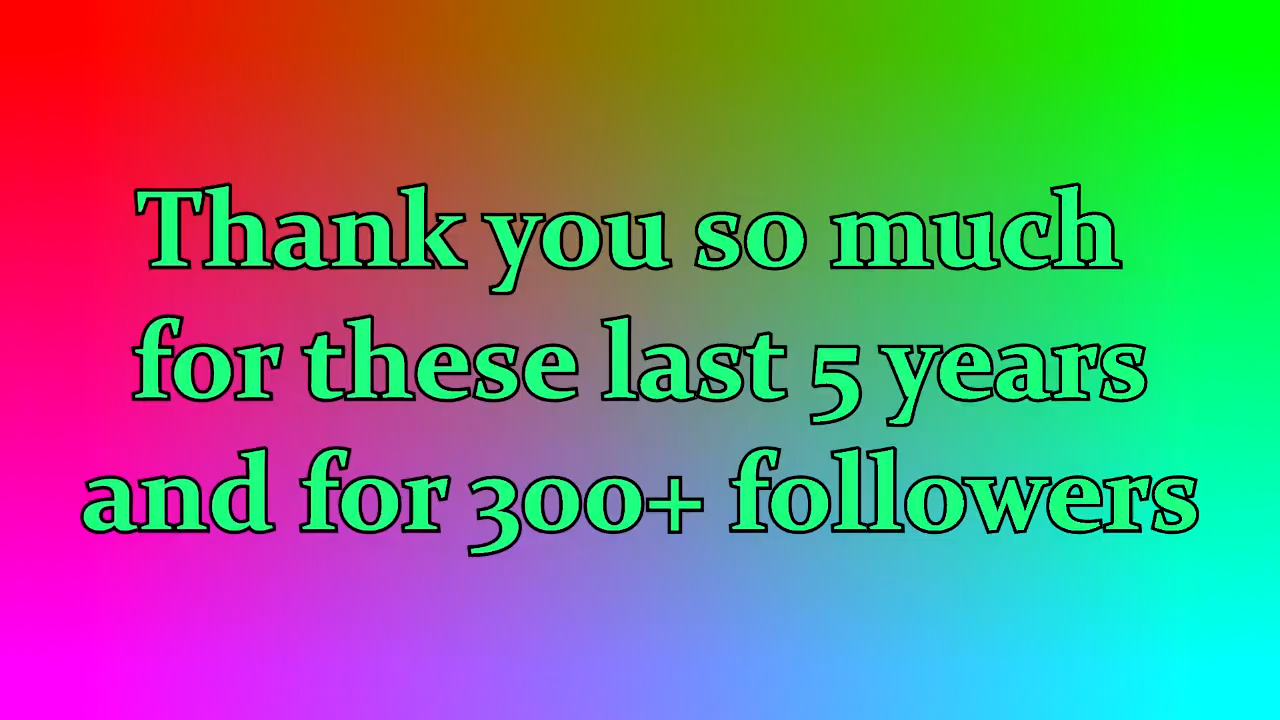 Thank you so much
for these last 5 years
and for 300+ followers